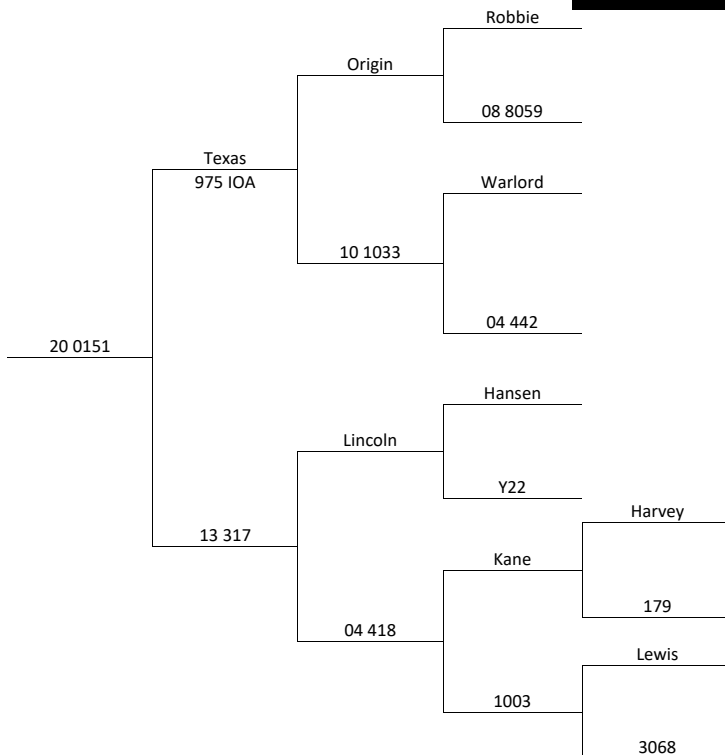 Robbie
Origin
08 8059
Texas
975 IOA
Warlord
10 1033
04 442
20 0151
Hansen
Lincoln
Y22
Harvey
13 317
Kane
179
04 418
Lewis
1003
3068